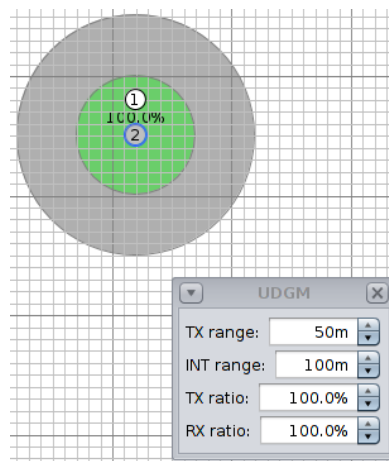 1
100.0%
2
UDGM
TX range: 50m
INT range: 100m
TX ratio: 100.0%
RX ratio: 100.0%